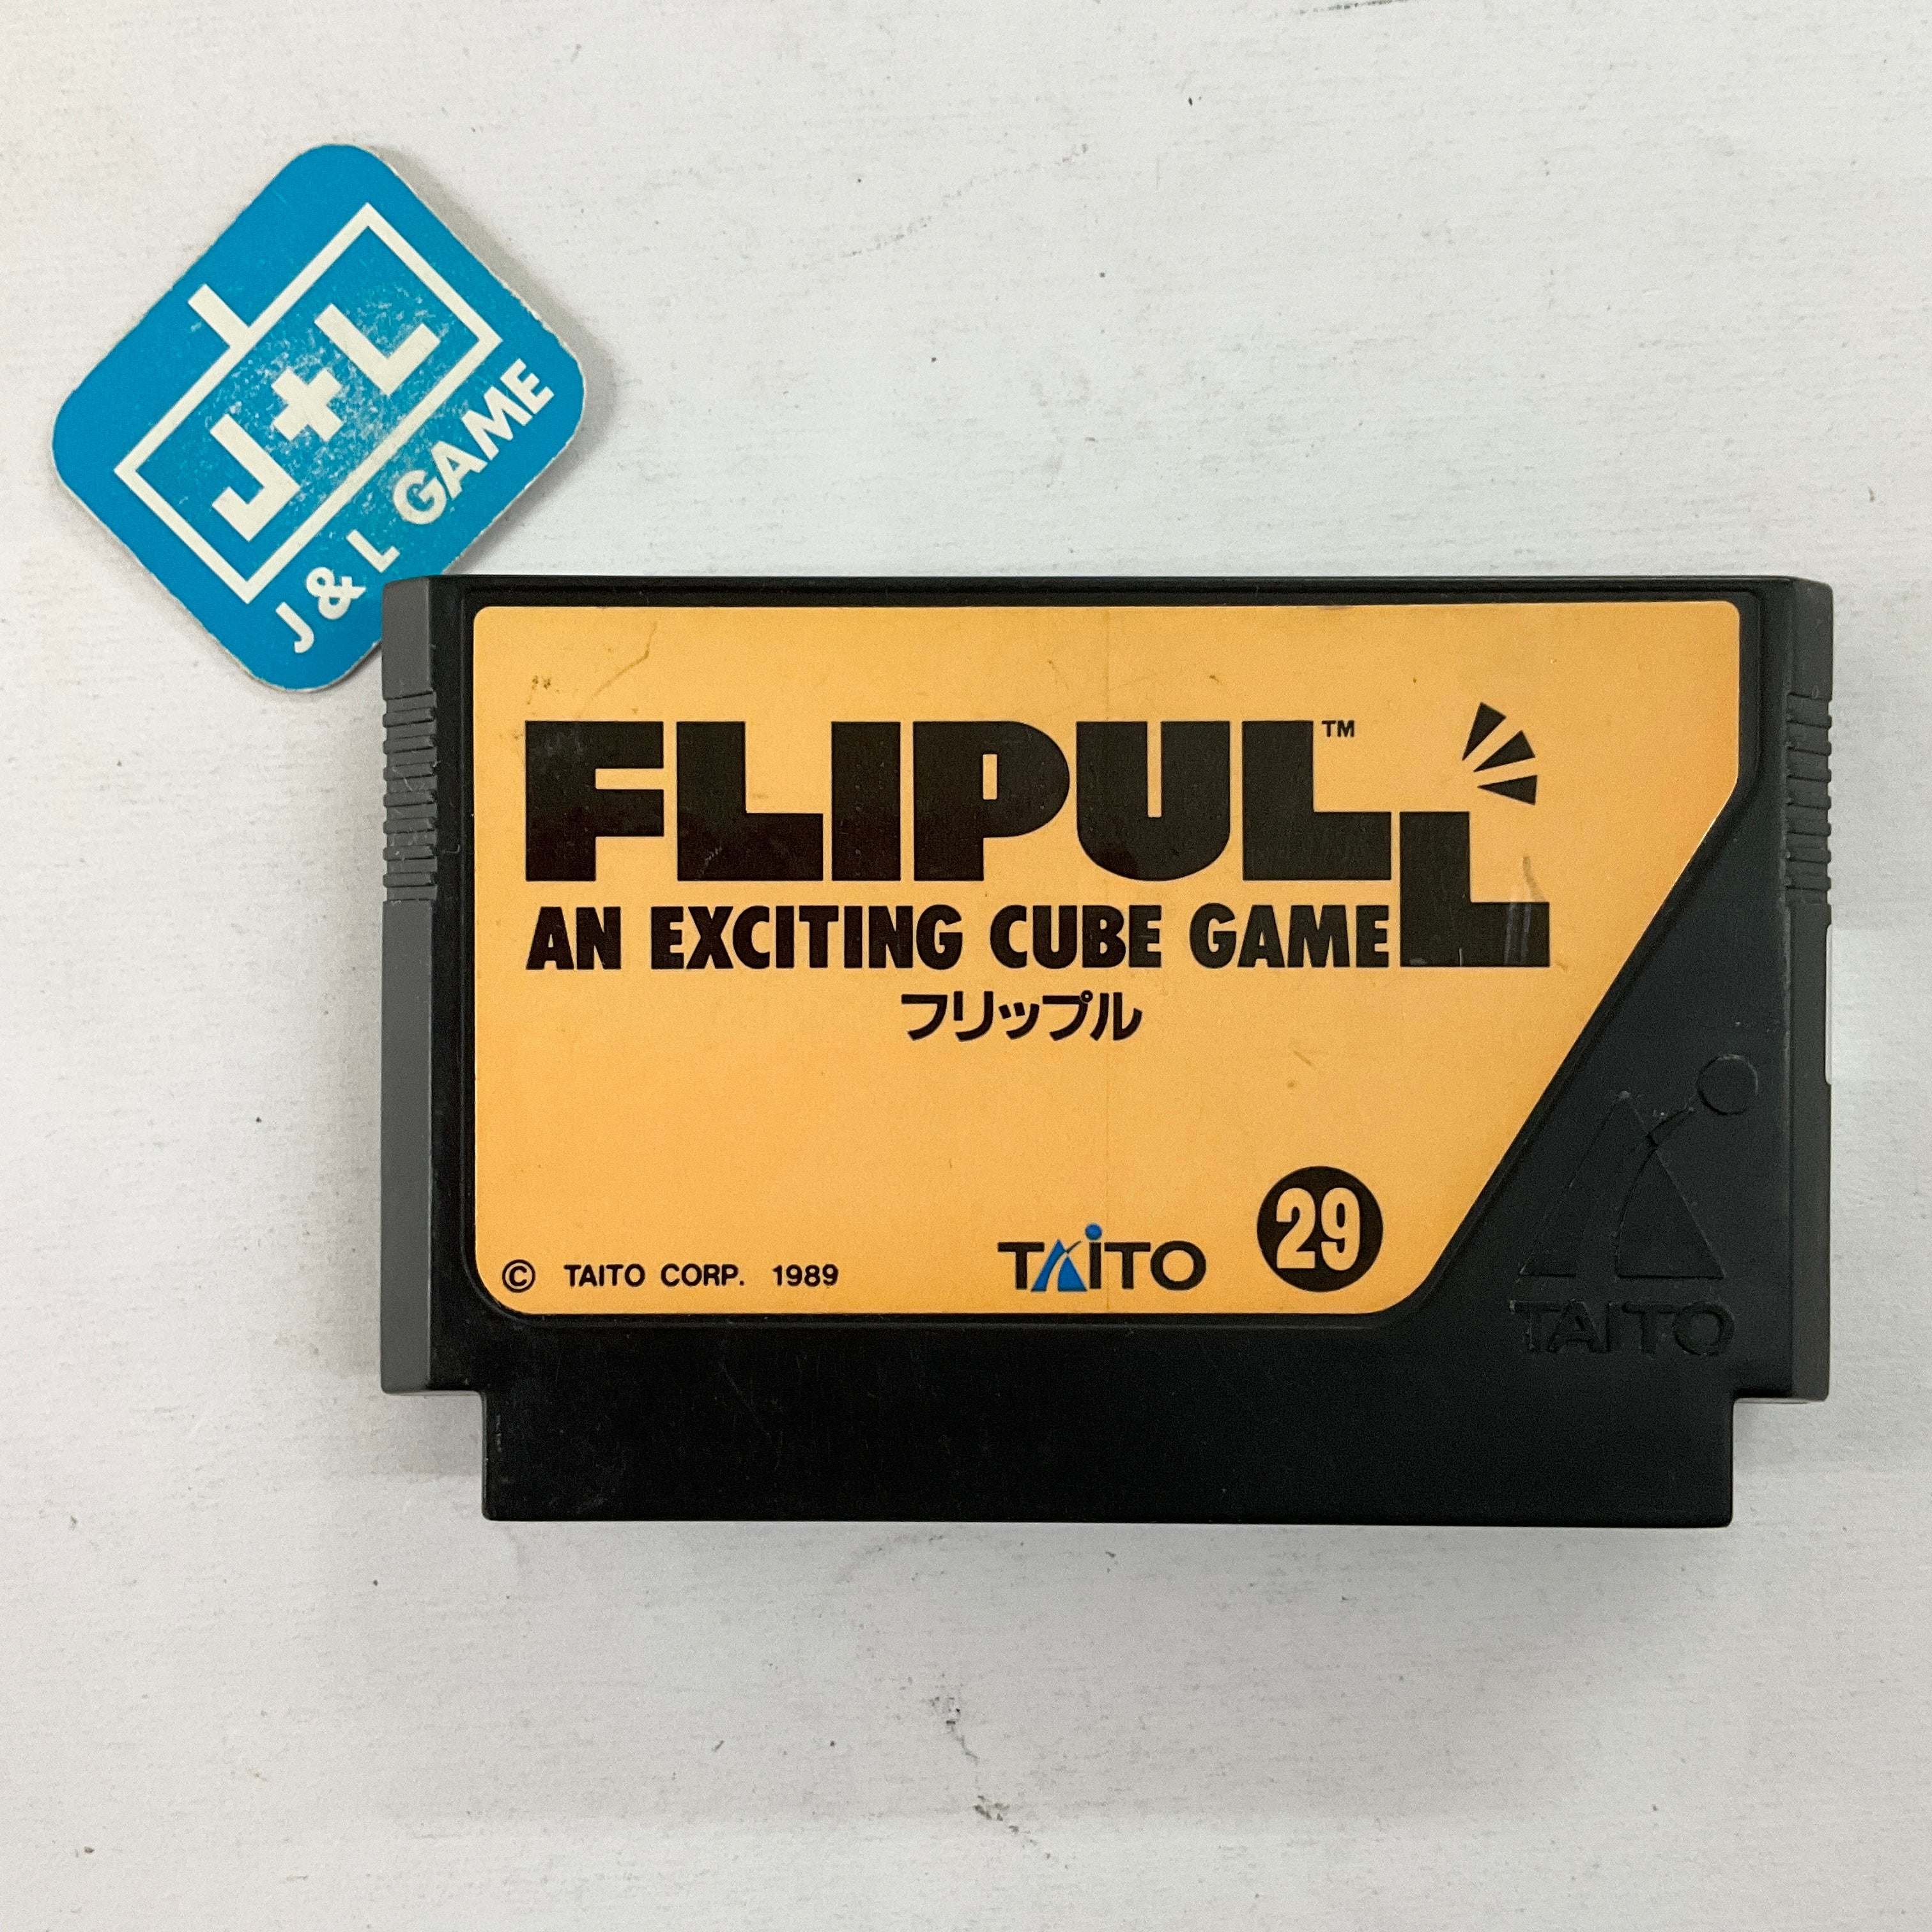 J+L
J & L GAME
FLIPULL™
AN EXCITING CUBE GAME
フリップル
© TAITO CORP. 1989
TAITO
29
TAITO